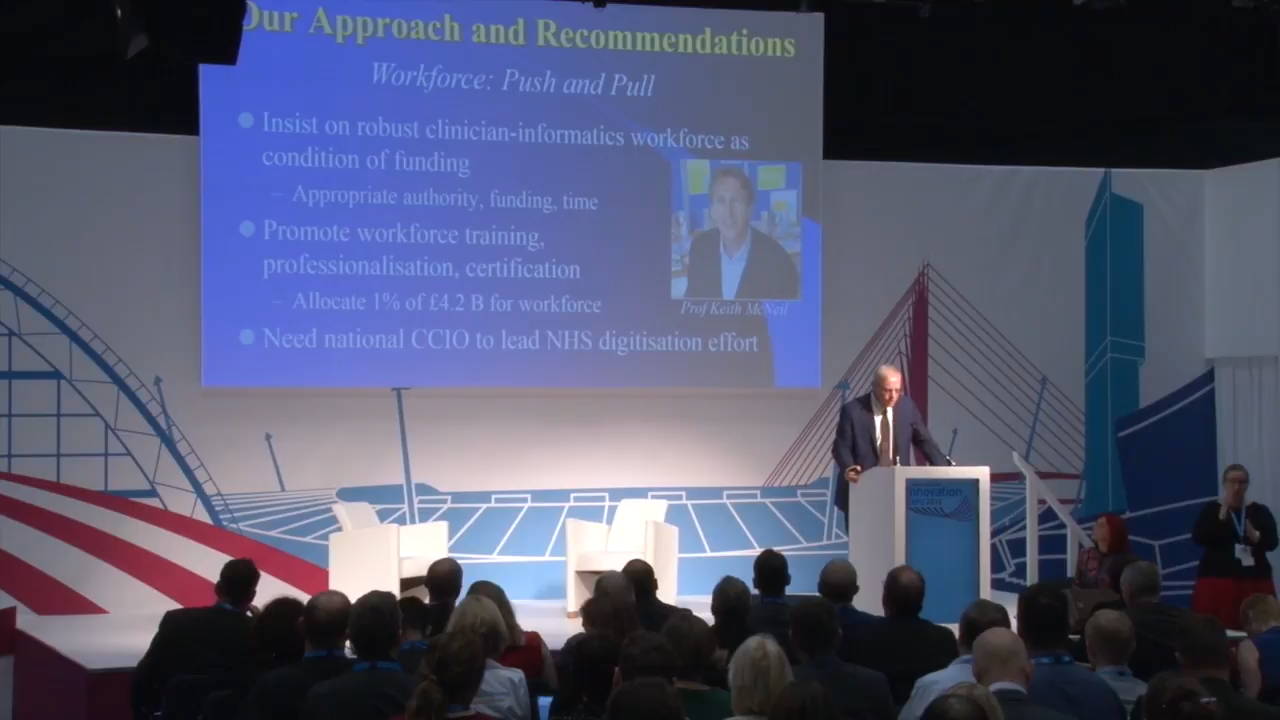 Our Approach and Recommendations
Workforce: Push and Pull
Insist on robust clinician-informatics workforce as
condition of funding
– Appropriate authority, funding, time
Promote workforce training,
professionalisation, certification
– Allocate 1% of £4.2 B for workforce
Prof Keith McNeil
Need national CCIO to lead NHS digitisation effort
innovation